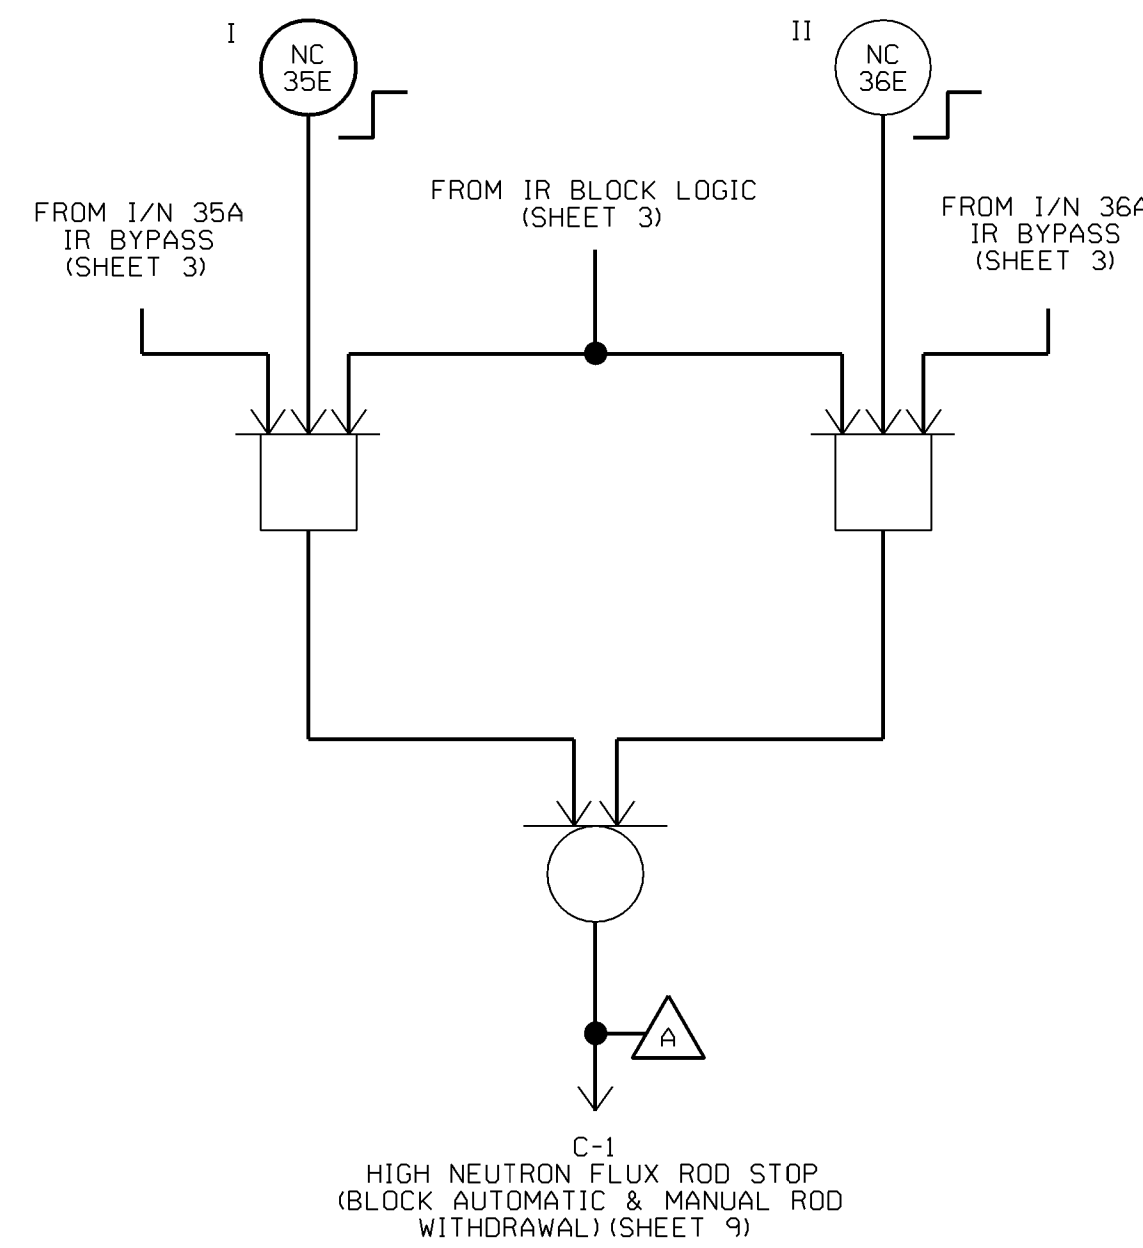 I
NC
35E
II
NC
36E
FROM I/N 35A
IR BYPASS
(SHEET 3)
FROM IR BLOCK LOGIC
(SHEET 3)
FROM I/N 36A
IR BYPASS
(SHEET 3)
A
C-1
HIGH NEUTRON FLUX ROD STOP
(BLOCK AUTOMATIC & MANUAL ROD
WITHDRAWAL) (SHEET 9)